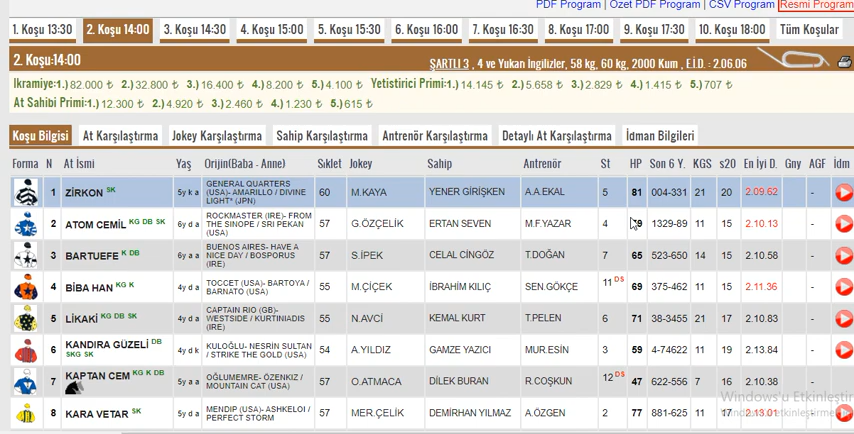 PDF Program | Özet PDF Program | CSV Program | Resmi Program
1. Koşu 13:30 2. Koşu 14:00 3. Koşu 14:30 4. Koşu 15:00 5. Koşu 15:30 6. Koşu 16:00 7. Koşu 16:30 8. Koşu 17:00 9. Koşu 17:30 10. Koşu 18:00 Tüm Koşular
2. Koşu:14:00 ŞARTLI 3 , 4 ve Yukarı İngilizler, 58 kg, 60 kg, 2000 Kum , E.İ.D. : 2.06.06
İkramiye:1.) 82.000 ₺ 2.) 32.800 ₺ 3.) 16.400 ₺ 4.) 8.200 ₺ 5.) 4.100 ₺ Yetiştirici Primi:1.) 14.145 ₺ 2.) 5.658 ₺ 3.) 2.829 ₺ 4.) 1.415 ₺ 5.) 707 ₺
At Sahibi Primi:1.) 12.300 ₺ 2.) 4.920 ₺ 3.) 2.460 ₺ 4.) 1.230 ₺ 5.) 615 ₺
Koşu Bilgisi At Karşılaştırma Jokey Karşılaştırma Sahip Karşılaştırma Antrenör Karşılaştırma Detaylı At Karşılaştırma İdman Bilgileri
Forma N At İsmi Yaş Orijin(Baba - Anne) Sıklet Jokey Sahip Antrenör St HP Son 6 Y. KGS s20 En İyi D. Gny AGF İdm
1 ZİRKON SK 5y k a GENERAL QUARTERS (USA)- AMARILLO / DIVINE LIGHT* (JPN) 60 M.KAYA YENER GİRİŞKEN A.A.EKAL 5 81 004-331 21 20 2.09.62 -
2 ATOM CEMİL KG DB SK 6y d a ROCKMASTER (IRE)- FROM THE SINOPE / SRI PEKAN (USA) 57 G.ÖZÇELİK ERTAN SEVEN M.F.YAZAR 4 9 1329-89 11 15 2.10.13 -
3 BARTUEFE K DB 6y a a BUENOS AIRES- HAVE A NICE DAY / BOSPORUS (IRE) 57 S.İPEK CELAL CİNGÖZ T.DOĞAN 7 65 523-650 14 15 2.10.58 -
4 BİBA HAN KG K 4y d a TOCCET (USA)- BARTOYA / BARNATO (USA) 55 M.ÇİÇEK İBRAHİM KILIÇ SEN.GÖKÇE 11 DS 69 375-462 11 15 2.11.36 -
5 LİKAKİ KG DB SK 4y d a CAPTAIN RIO (GB)- WESTSIDE / KURTINIADIS (IRE) 55 N.AVCİ KEMAL KURT T.PELEN 6 71 38-3455 21 17 2.10.83 -
6 KANDIRA GÜZELİ DB SKG SK 4y d k KULOĞLU- NESRİN SULTAN / STRIKE THE GOLD (USA) 54 A.YILDIZ GAMZE YAZICI MUR.ESİN 3 59 4-74622 11 19 2.13.84 -
7 KAPTAN CEM KG K DB 5y a a OĞLUMEMRE- ÖZENKIZ / MOUNTAIN CAT (USA) 57 O.ATMACA DİLEK BURAN R.COŞKUN 12 DS 47 622-556 7 16 2.10.38 -
8 KARA VETAR SK 5y d a MENDIP (USA)- ASHKELOI / PERFECT STORM 57 MER.ÇELİK DEMİRHAN YILMAZ A.ÖZGEN 2 77 881-625 11 17 2.13.01 -
Windows'u Etkinleştir